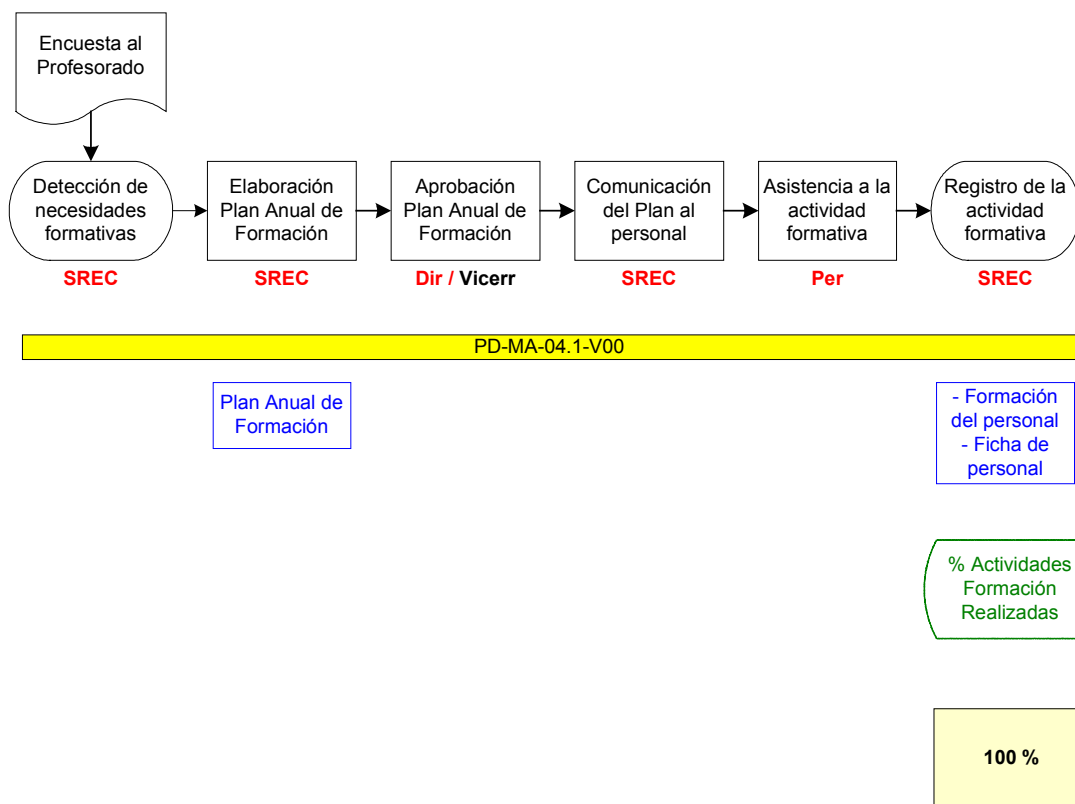 Encuesta al
Profesorado
Detección de
necesidades
formativas
SREC
Elaboración
Plan Anual de
Formación
SREC
Aprobación
Plan Anual de
Formación
Dir / Vicerr
Comunicación
del Plan al
personal
SREC
Asistencia a la
actividad
formativa
Per
Registro de la
actividad
formativa
SREC
PD-MA-04.1-V00
Plan Anual de
Formación
- Formación
del personal
- Ficha de
personal
% Actividades
Formación
Realizadas
100 %